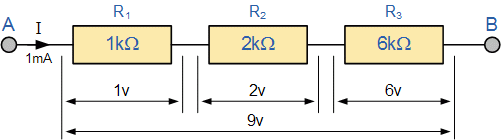 R₁ R₂ R₃
A I B
1kΩ 2kΩ 6kΩ
1mA
1v 2v 6v
9v